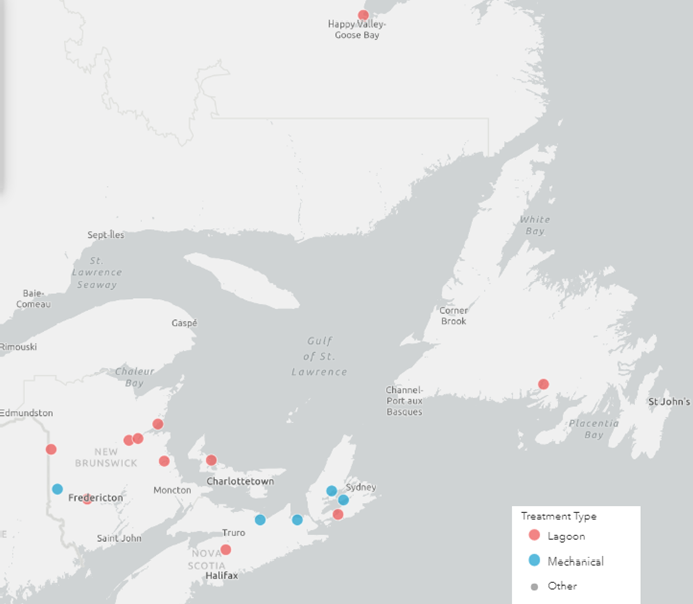 Happy Valley-
Goose Bay
White
Bay
Sept-Îles
St.
Lawrence
Seaway
Baie-
Comeau
Corner
Brook
Gaspé
Gulf
of St.
Lawrence
Rimouski
Chaleur
Bay
Channel-
Port aux
Basques
St John's
Edmundston
Placentia
Bay
NEW
BRUNSWICK
Charlottetown
Sydney
Moncton
Fredericton
Truro
Saint John
NOVA
SCOTIA
Halifax
Treatment Type
Lagoon
Mechanical
Other